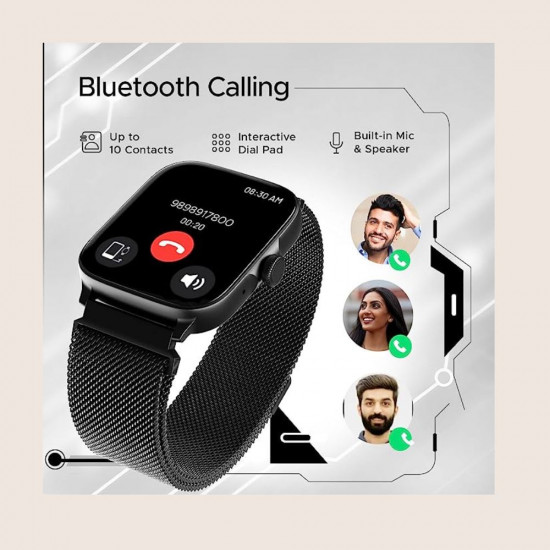 Bluetooth Calling
Up to
10 Contacts
Interactive
Dial Pad
Built-in Mic
& Speaker
08:30 AM
9898917800
00:20